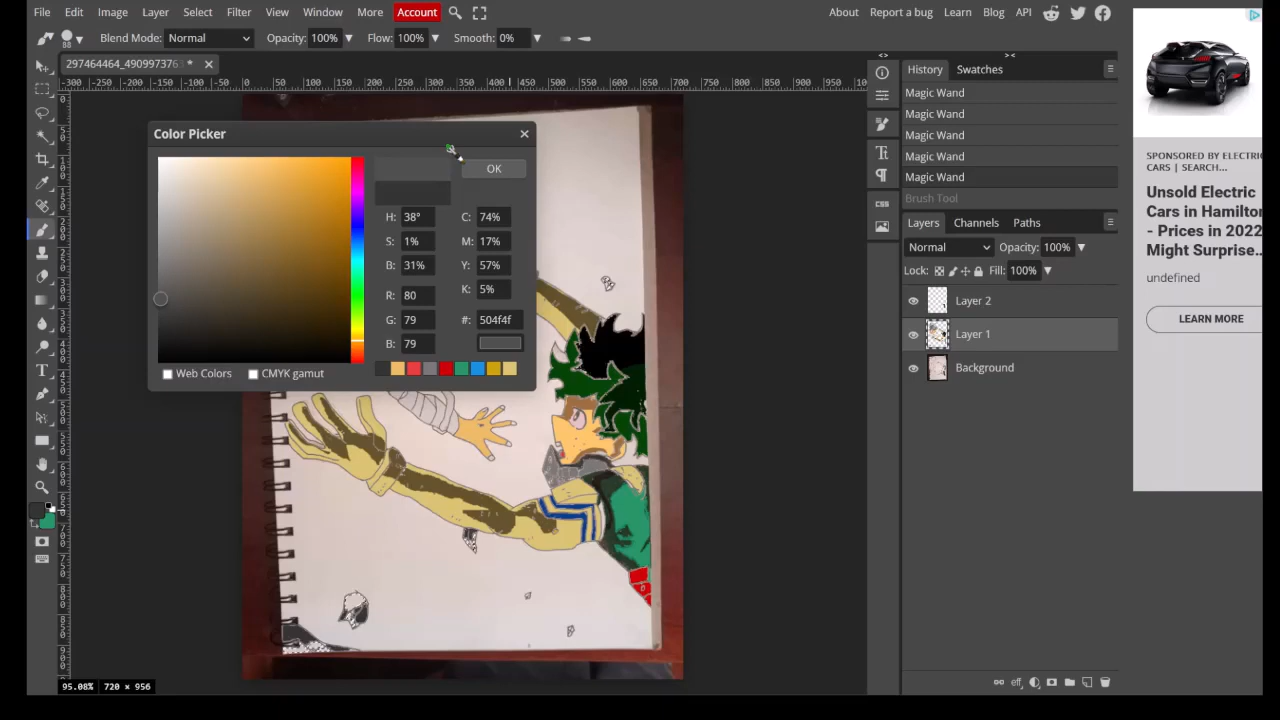 File Edit Image Layer Select Filter View Window More Account About Report a bug Learn Blog API
88 Blend Mode: Normal Opacity: 100% Flow: 100% Smooth: 0%
297464464_4909973763 *
History Swatches
Magic Wand
Magic Wand
Magic Wand
Magic Wand
Magic Wand
Brush Tool
Layers Channels Paths
Normal Opacity: 100%
Lock: Fill: 100%
Layer 2
Layer 1
Background
Color Picker
OK
H: 38° C: 74%
S: 1% M: 17%
B: 31% Y: 57%
R: 80 K: 5%
G: 79 #: 504f4f
B: 79
Web Colors CMYK gamut
CSS
eff
95.08% 720 × 956
SPONSORED BY ELECTRIC
CARS | SEARCH...
Unsold Electric
Cars in Hamilton
- Prices in 2022
Might Surprise...
undefined
LEARN MORE